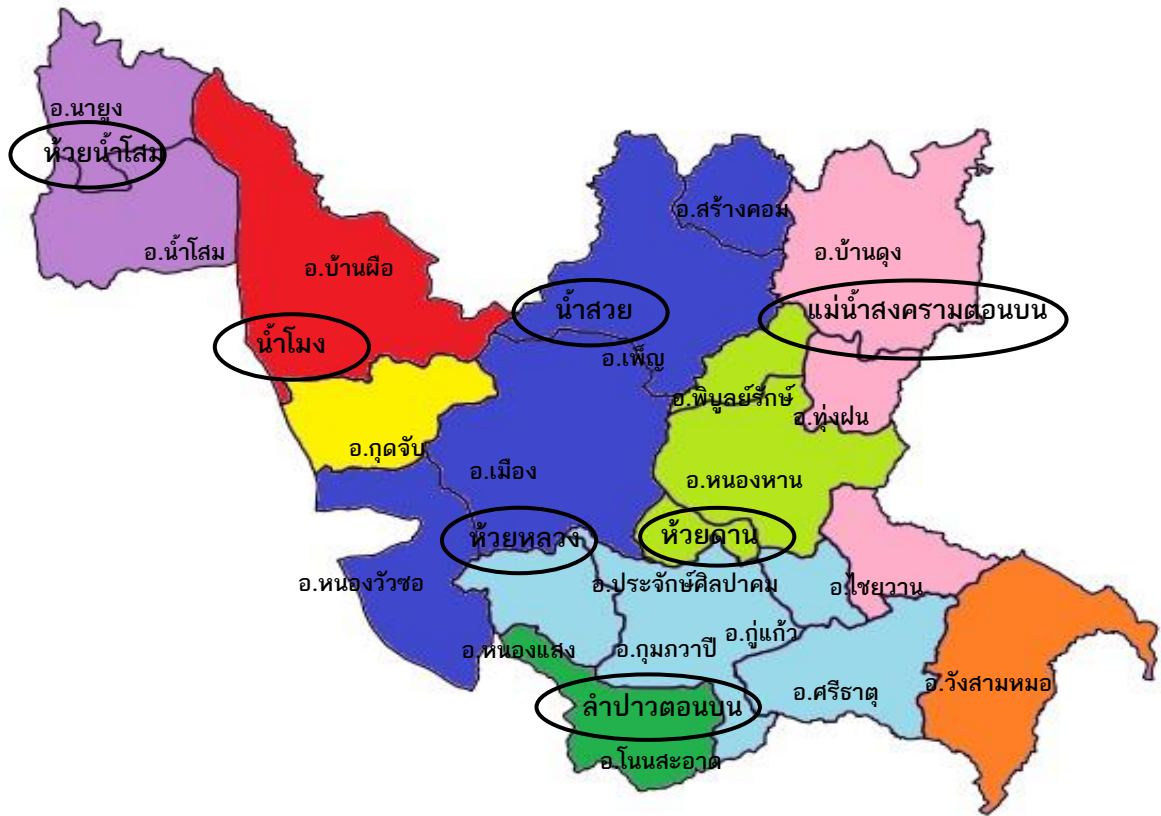 อ.นายูง
ห้วยน้ำโสม
อ.น้ำโสม
อ.บ้านผือ
น้ำโมง
อ.สร้างคอม
อ.บ้านดุง
น้ำสวย
แม่น้ำสงครามตอนบน
อ.เพ็ญ
อ.พิบูลย์รักษ์
อ.ทุ่งฝน
อ.กุดจับ
อ.เมือง
อ.หนองหาน
ห้วยหลวง
ห้วยดาน
อ.หนองวัวซอ
อ.ประจักษ์ศิลปาคม
อ.ไชยวาน
อ.กู่แก้ว
อ.หนองแสง
อ.กุมภวาปี
อ.ศรีธาตุ
อ.วังสามหมอ
ลำปาวตอนบน
อ.โนนสะอาด